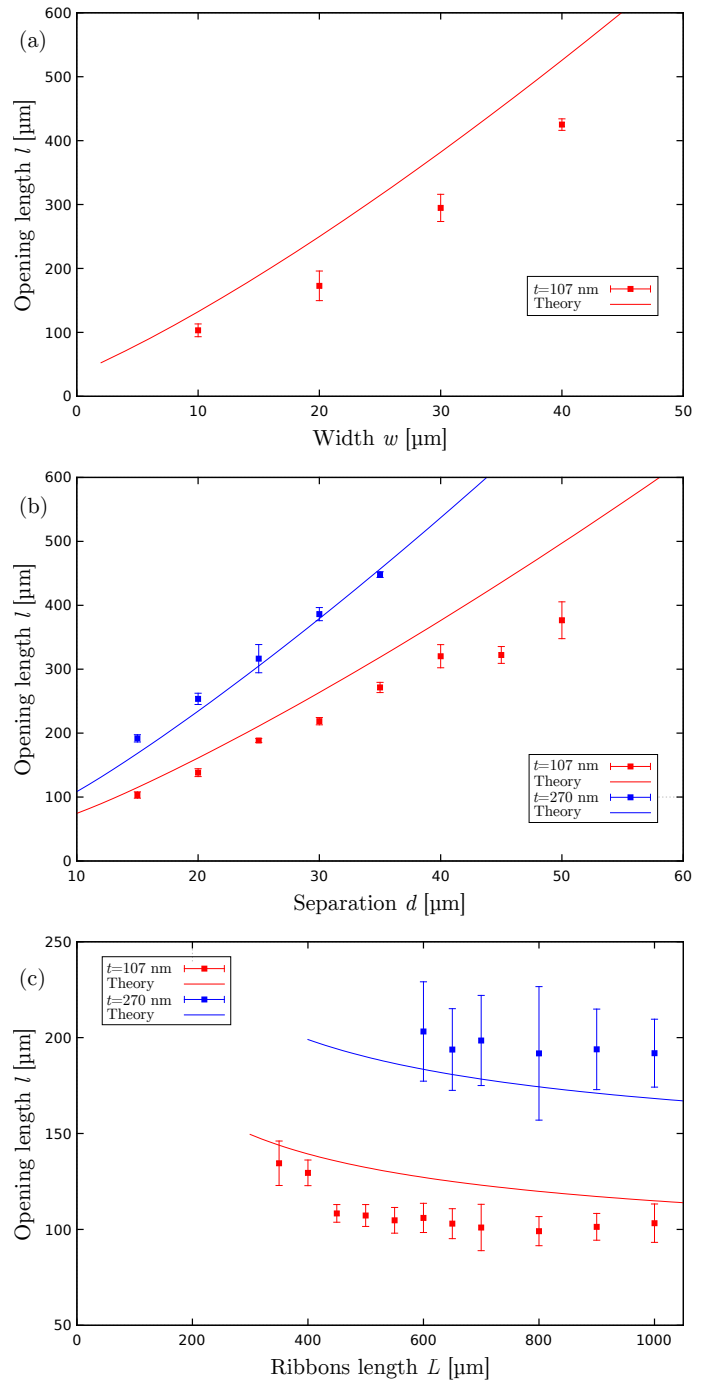 (a)
Opening length l [µm]
600
500
400
300
200
100
0
t=107 nm
Theory
0 10 20 30 40 50
Width w [µm]
(b)
Opening length l [µm]
600
500
400
300
200
100
0
t=107 nm
Theory
t=270 nm
Theory
10 20 30 40 50 60
Separation d [µm]
(c)
Opening length l [µm]
250
200
150
100
50
t=107 nm
Theory
t=270 nm
Theory
0 200 400 600 800 1000
Ribbons length L [µm]